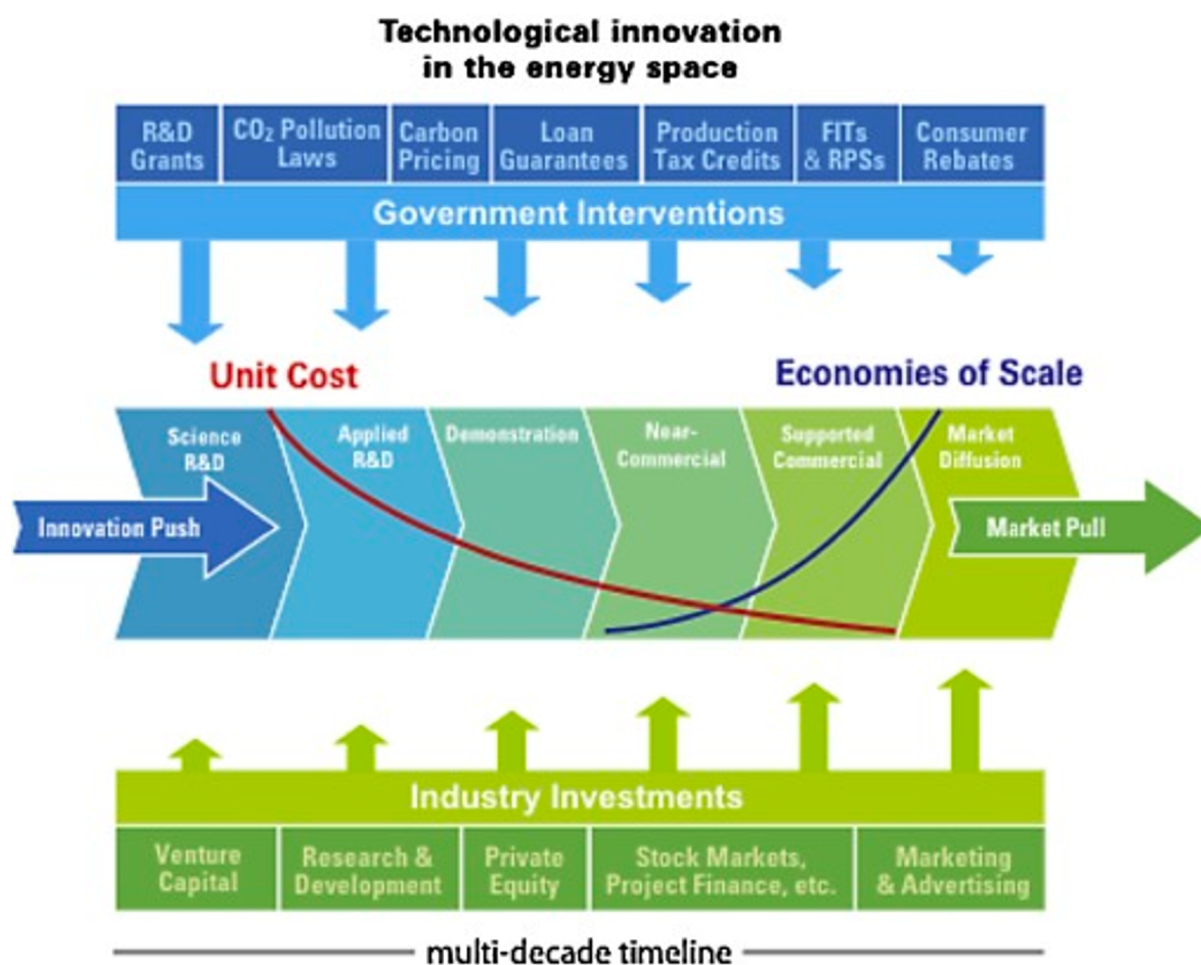 Technological innovation
in the energy space
R&D
Grants
CO₂ Pollution
Laws
Carbon
Pricing
Loan
Guarantees
Production
Tax Credits
FITs
& RPSs
Consumer
Rebates
Government Interventions
Unit Cost
Economies of Scale
Science
R&D
Applied
R&D
Demonstration
Near-
Commercial
Supported
Commercial
Market
Diffusion
Innovation Push
Market Pull
Industry Investments
Venture
Capital
Research &
Development
Private
Equity
Stock Markets,
Project Finance, etc.
Marketing
& Advertising
multi-decade timeline